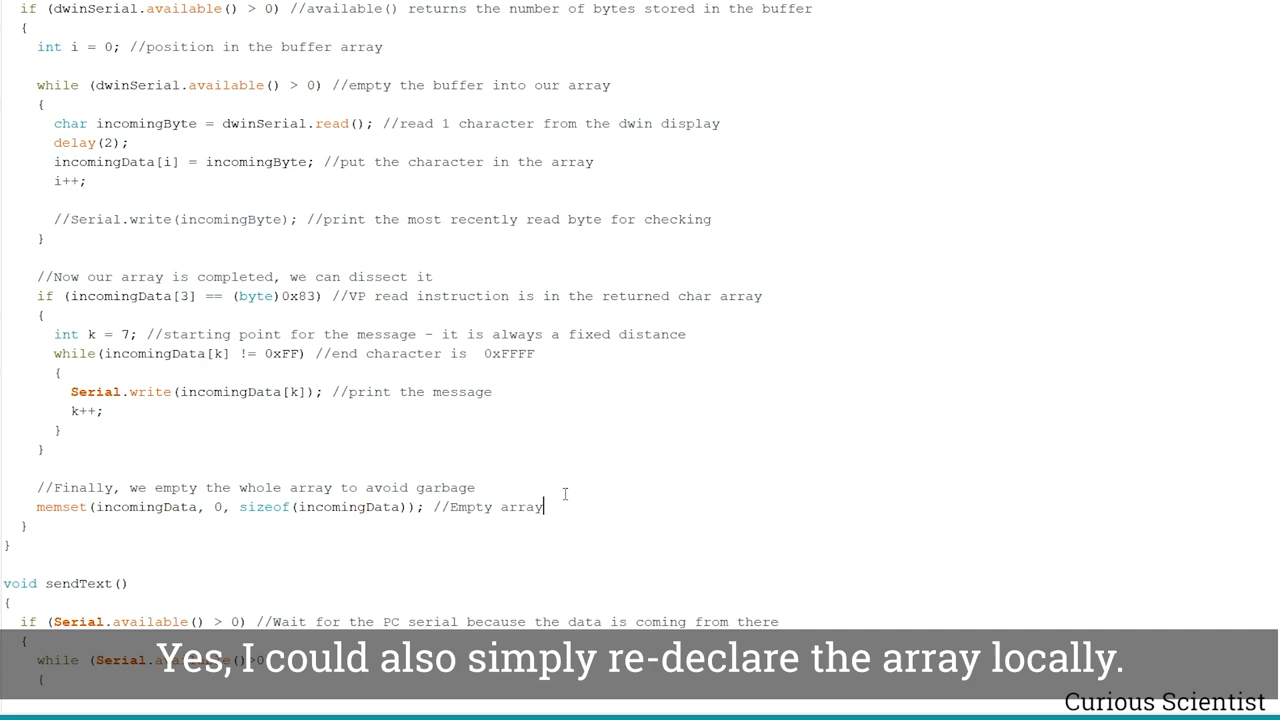 if (dwinSerial.available() > 0) //available() returns the number of bytes stored in the buffer
{
int i = 0; //position in the buffer array
while (dwinSerial.available() > 0) //empty the buffer into our array
{
char incomingByte = dwinSerial.read(); //read 1 character from the dwin display
delay(2);
incomingData[i] = incomingByte; //put the character in the array
i++;
//Serial.write(incomingByte); //print the most recently read byte for checking
}
//Now our array is completed, we can dissect it
if (incomingData[3] == (byte)0x83) //VP read instruction is in the returned char array
{
int k = 7; //starting point for the message - it is always a fixed distance
while(incomingData[k] != 0xFF) //end character is  0xFFFF
{
Serial.write(incomingData[k]); //print the message
k++;
}
}
//Finally, we empty the whole array to avoid garbage
memset(incomingData, 0, sizeof(incomingData)); //Empty array
}
}
void sendText()
{
if (Serial.available() > 0) //Wait for the PC serial because the data is coming from there
{
while (Serial.available()>0
{
Yes, I could also simply re-declare the array locally.
Curious Scientist